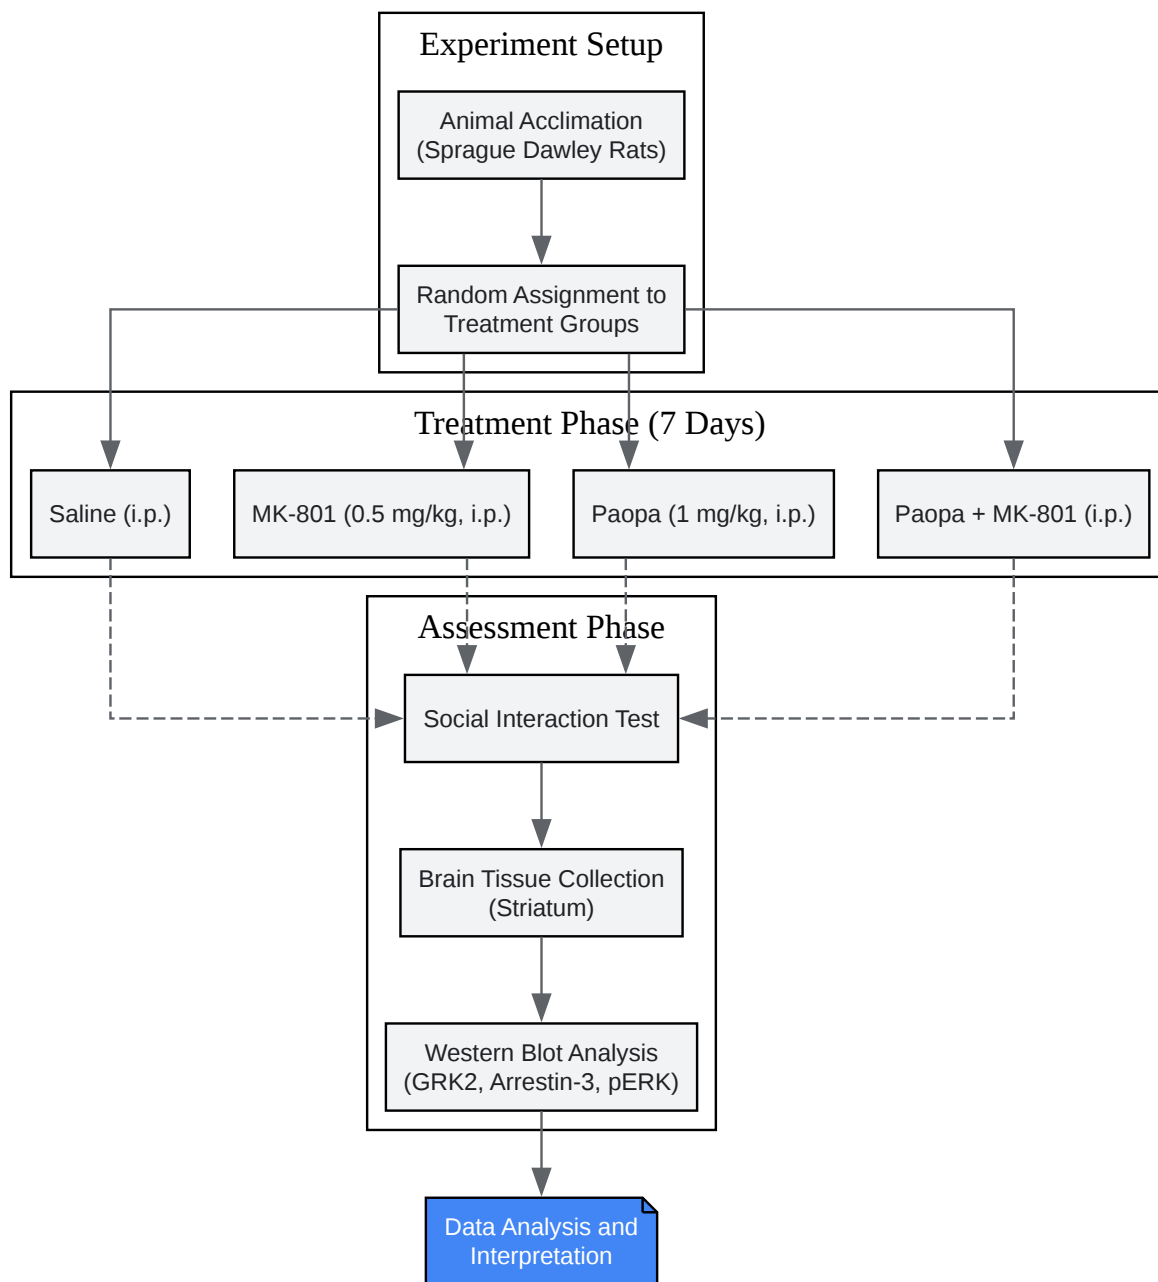 Experiment Setup
Animal Acclimation
(Sprague Dawley Rats)
Random Assignment to
Treatment Groups
Treatment Phase (7 Days)
Saline (i.p.)
MK-801 (0.5 mg/kg, i.p.)
Paopa (1 mg/kg, i.p.)
Paopa + MK-801 (i.p.)
Assessment Phase
Social Interaction Test
Brain Tissue Collection
(Striatum)
Western Blot Analysis
(GRK2, Arrestin-3, pERK)
Data Analysis and
Interpretation